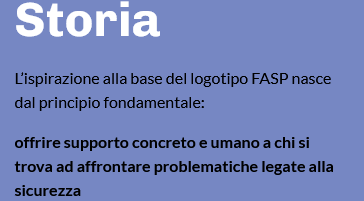 Storia
L'ispirazione alla base del logotipo FASP nasce
dal principio fondamentale:
offrire supporto concreto e umano a chi si
trova ad affrontare problematiche legate alla
sicurezza